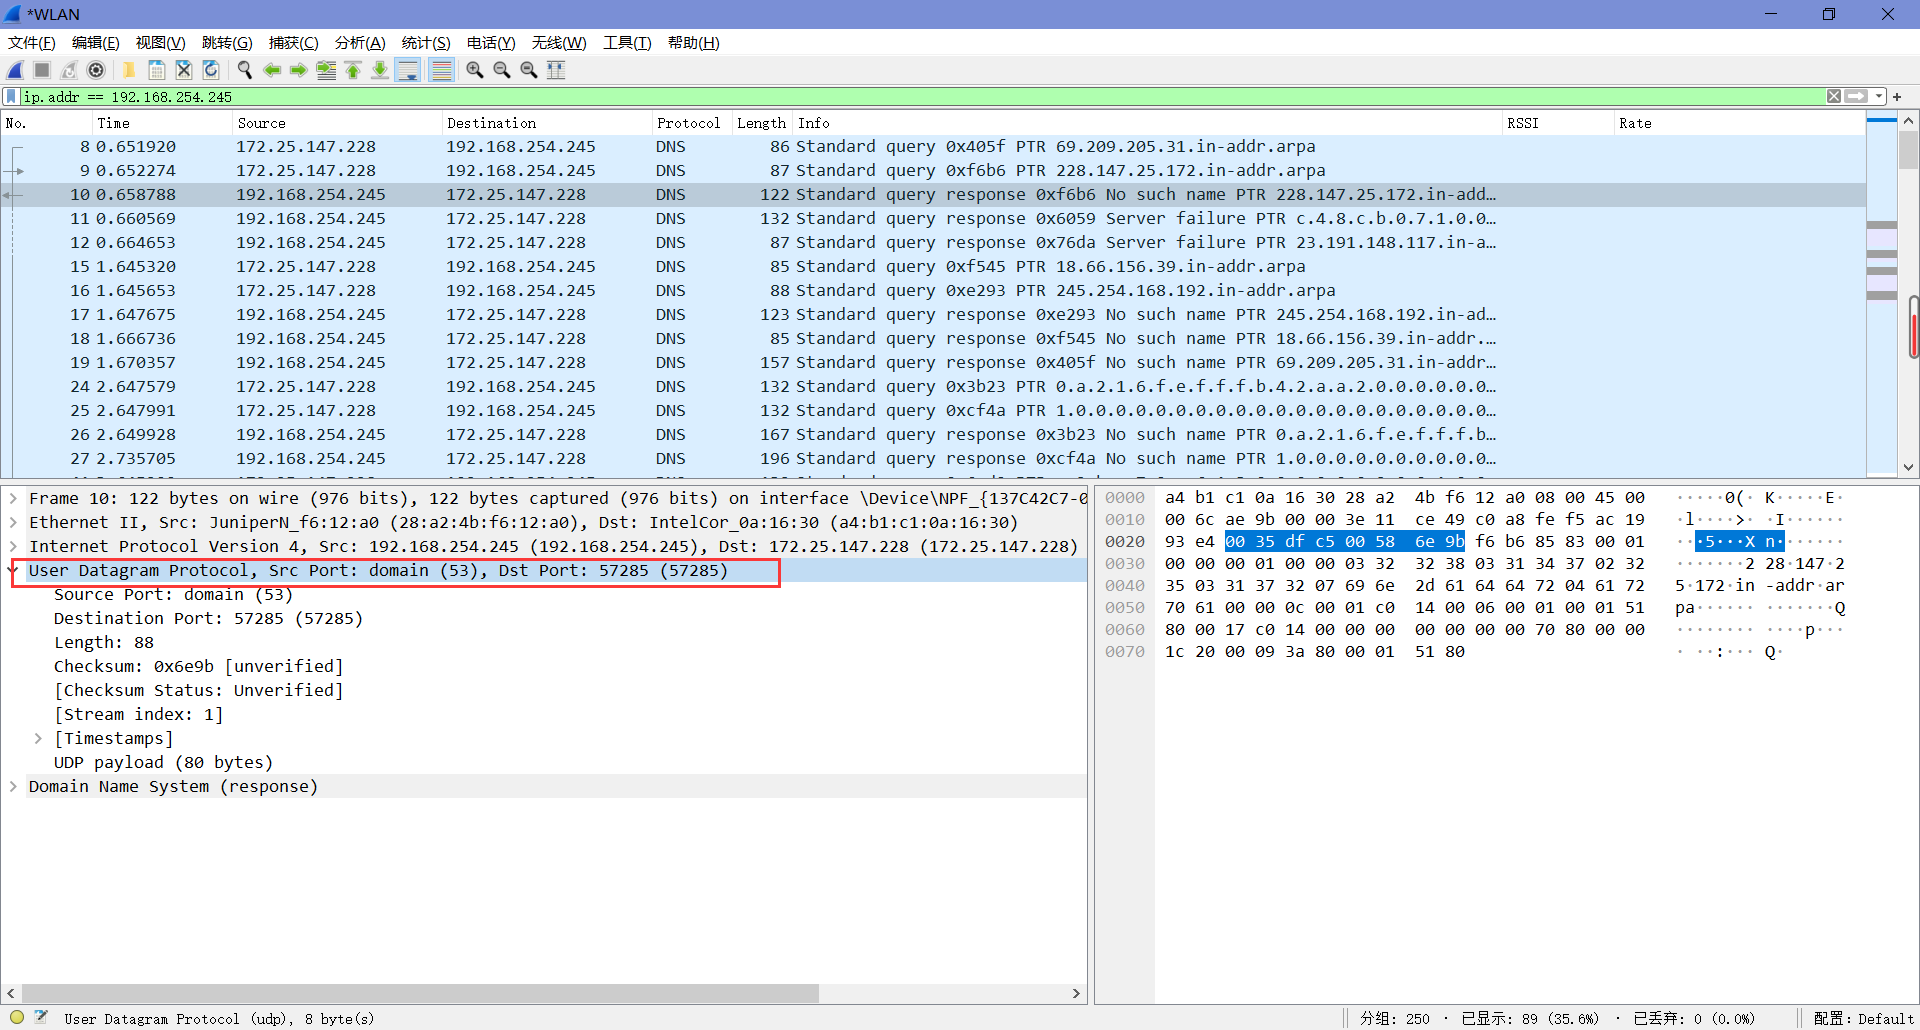 *WLAN
文件(F) 编辑(E) 视图(V) 跳转(G) 捕获(C) 分析(A) 统计(S) 电话(Y) 无线(W) 工具(T) 帮助(H)
ip.addr == 192.168.254.245
No. Time Source Destination Protocol Length Info RSSI Rate
8 0.651920 172.25.147.228 192.168.254.245 DNS 86 Standard query 0x405f PTR 69.209.205.31.in-addr.arpa
9 0.652274 172.25.147.228 192.168.254.245 DNS 87 Standard query 0xf6b6 PTR 228.147.25.172.in-addr.arpa
10 0.658788 192.168.254.245 172.25.147.228 DNS 122 Standard query response 0xf6b6 No such name PTR 228.147.25.172.in-add…
11 0.660569 192.168.254.245 172.25.147.228 DNS 132 Standard query response 0x6059 Server failure PTR c.4.8.c.b.0.7.1.0.0…
12 0.664653 192.168.254.245 172.25.147.228 DNS 87 Standard query response 0x76da Server failure PTR 23.191.148.117.in-a…
15 1.645320 172.25.147.228 192.168.254.245 DNS 85 Standard query 0xf545 PTR 18.66.156.39.in-addr.arpa
16 1.645653 172.25.147.228 192.168.254.245 DNS 88 Standard query 0xe293 PTR 245.254.168.192.in-addr.arpa
17 1.647675 192.168.254.245 172.25.147.228 DNS 123 Standard query response 0xe293 No such name PTR 245.254.168.192.in-ad…
18 1.666736 192.168.254.245 172.25.147.228 DNS 85 Standard query response 0xf545 No such name PTR 18.66.156.39.in-addr.…
19 1.670357 192.168.254.245 172.25.147.228 DNS 157 Standard query response 0x405f No such name PTR 69.209.205.31.in-addr…
24 2.647579 172.25.147.228 192.168.254.245 DNS 132 Standard query 0x3b23 PTR 0.a.2.1.6.f.e.f.f.f.b.4.2.a.a.2.0.0.0.0.0.0…
25 2.647991 172.25.147.228 192.168.254.245 DNS 132 Standard query 0xcf4a PTR 1.0.0.0.0.0.0.0.0.0.0.0.0.0.0.0.0.0.0.0.0.0…
26 2.649928 192.168.254.245 172.25.147.228 DNS 167 Standard query response 0x3b23 No such name PTR 0.a.2.1.6.f.e.f.f.f.b…
27 2.735705 192.168.254.245 172.25.147.228 DNS 196 Standard query response 0xcf4a No such name PTR 1.0.0.0.0.0.0.0.0.0.0…
Frame 10: 122 bytes on wire (976 bits), 122 bytes captured (976 bits) on interface \Device\NPF_{137C42C7-0
Ethernet II, Src: JuniperN_f6:12:a0 (28:a2:4b:f6:12:a0), Dst: IntelCor_0a:16:30 (a4:b1:c1:0a:16:30)
Internet Protocol Version 4, Src: 192.168.254.245 (192.168.254.245), Dst: 172.25.147.228 (172.25.147.228)
User Datagram Protocol, Src Port: domain (53), Dst Port: 57285 (57285)
Source Port: domain (53)
Destination Port: 57285 (57285)
Length: 88
Checksum: 0x6e9b [unverified]
[Checksum Status: Unverified]
[Stream index: 1]
[Timestamps]
UDP payload (80 bytes)
Domain Name System (response)
0000 a4 b1 c1 0a 16 30 28 a2 4b f6 12 a0 08 00 45 00 ·····0(· K·····E·
0010 00 6c ae 9b 00 00 3e 11 ce 49 c0 a8 fe f5 ac 19 ·l····>· ·I······
0020 93 e4 00 35 df c5 00 58 6e 9b f6 b6 85 83 00 01 ···5···X n·······
0030 00 00 00 01 00 00 03 32 32 38 03 31 34 37 02 32 ·······2 28·147·2
0040 35 03 31 37 32 07 69 6e 2d 61 64 64 72 04 61 72 5·172·in -addr·ar
0050 70 61 00 00 0c 00 01 c0 14 00 06 00 01 00 01 51 pa······ ·······Q
0060 80 00 17 c0 14 00 00 00 00 00 00 00 70 80 00 00 ········ ····p···
0070 1c 20 00 09 3a 80 00 01 51 80 · ··:··· Q·
User Datagram Protocol (udp), 8 byte(s)
分组: 250 · 已显示: 89 (35.6%) · 已丢弃: 0 (0.0%)
配置: Default